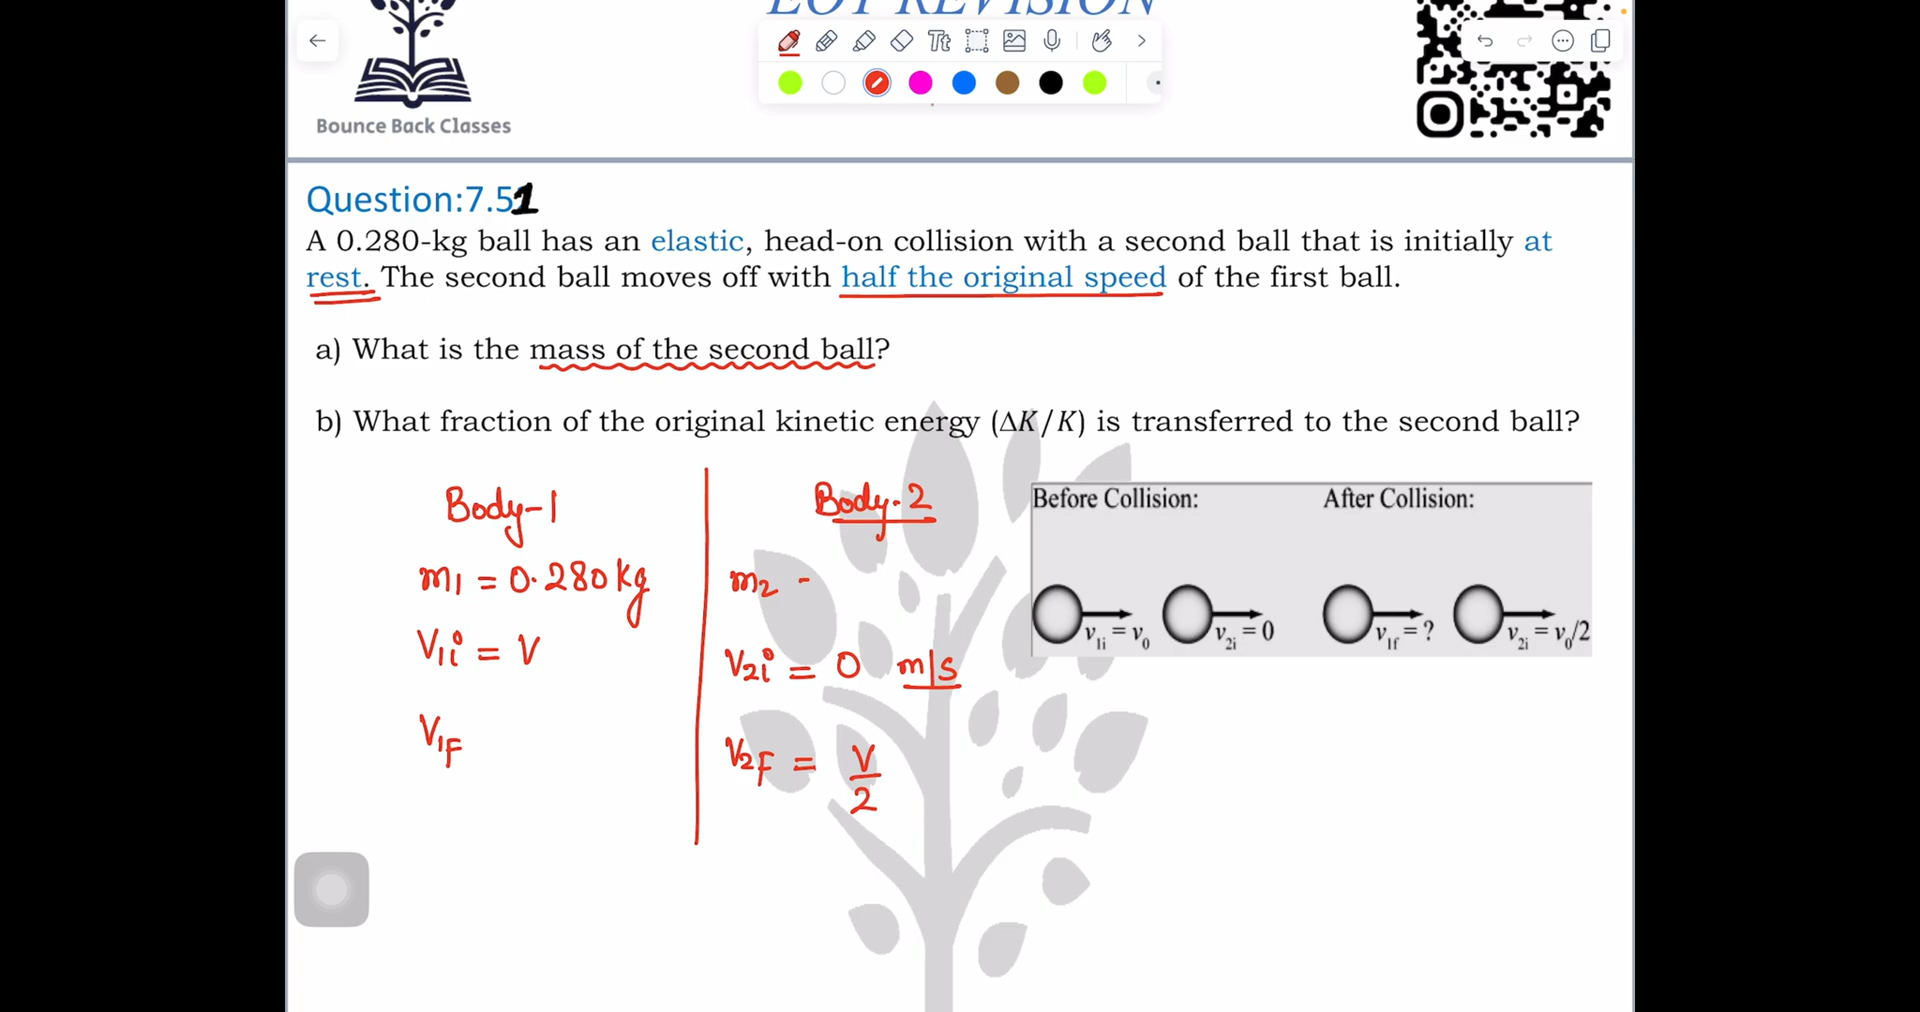 EOT REVISION
Tt
Bounce Back Classes
Question:7.51
A 0.280-kg ball has an elastic, head-on collision with a second ball that is initially at
rest. The second ball moves off with half the original speed of the first ball.
a) What is the mass of the second ball?
b) What fraction of the original kinetic energy (ΔK/K) is transferred to the second ball?
Body-1
m1 = 0.280 kg
V1i = V
V1F
Body-2
m2 -
V2i = 0 m/s
V2F = V/2
Before Collision:
After Collision:
v1i = v0
v2i = 0
v1f = ?
v2i = v0/2